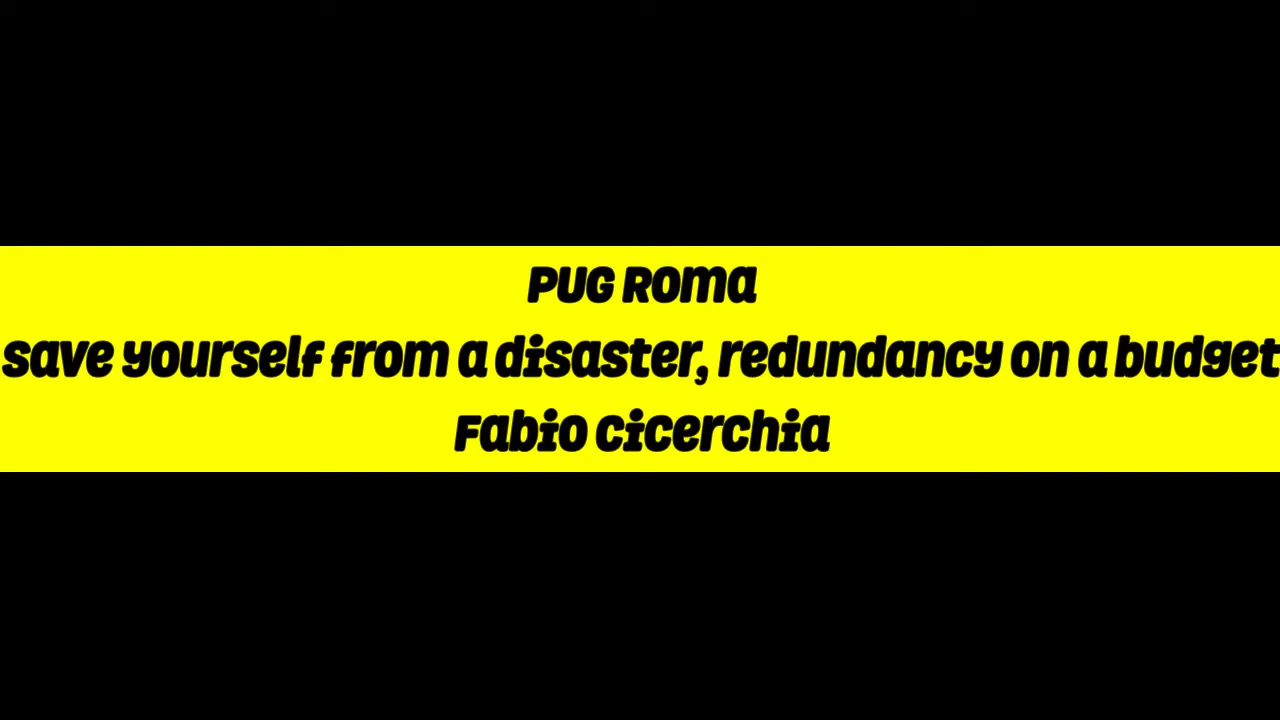 PUG Roma
save yourself from a disaster, redundancy on a budget
Fabio Cicerchia